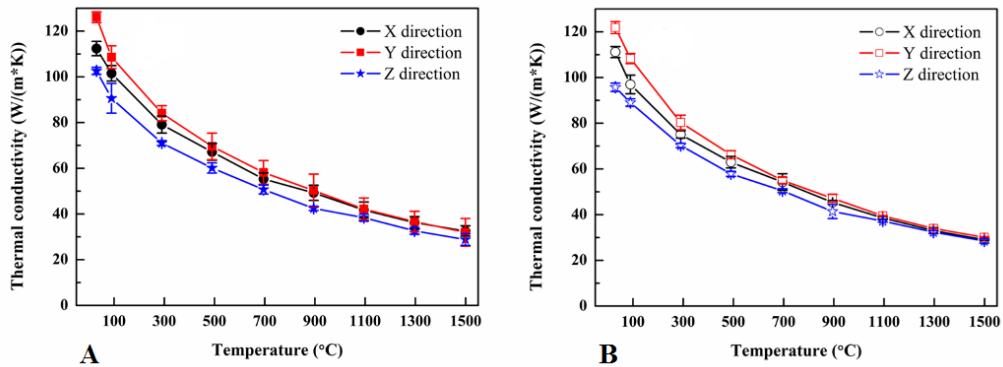 Thermal conductivity (W/(m*K))
120
100
80
60
40
20
0
X direction
Y direction
Z direction
100 300 500 700 900 1100 1300 1500
Temperature (°C)
A
Thermal conductivity (W/(m*K))
120
100
80
60
40
20
0
X direction
Y direction
Z direction
100 300 500 700 900 1100 1300 1500
Temperature (°C)
B